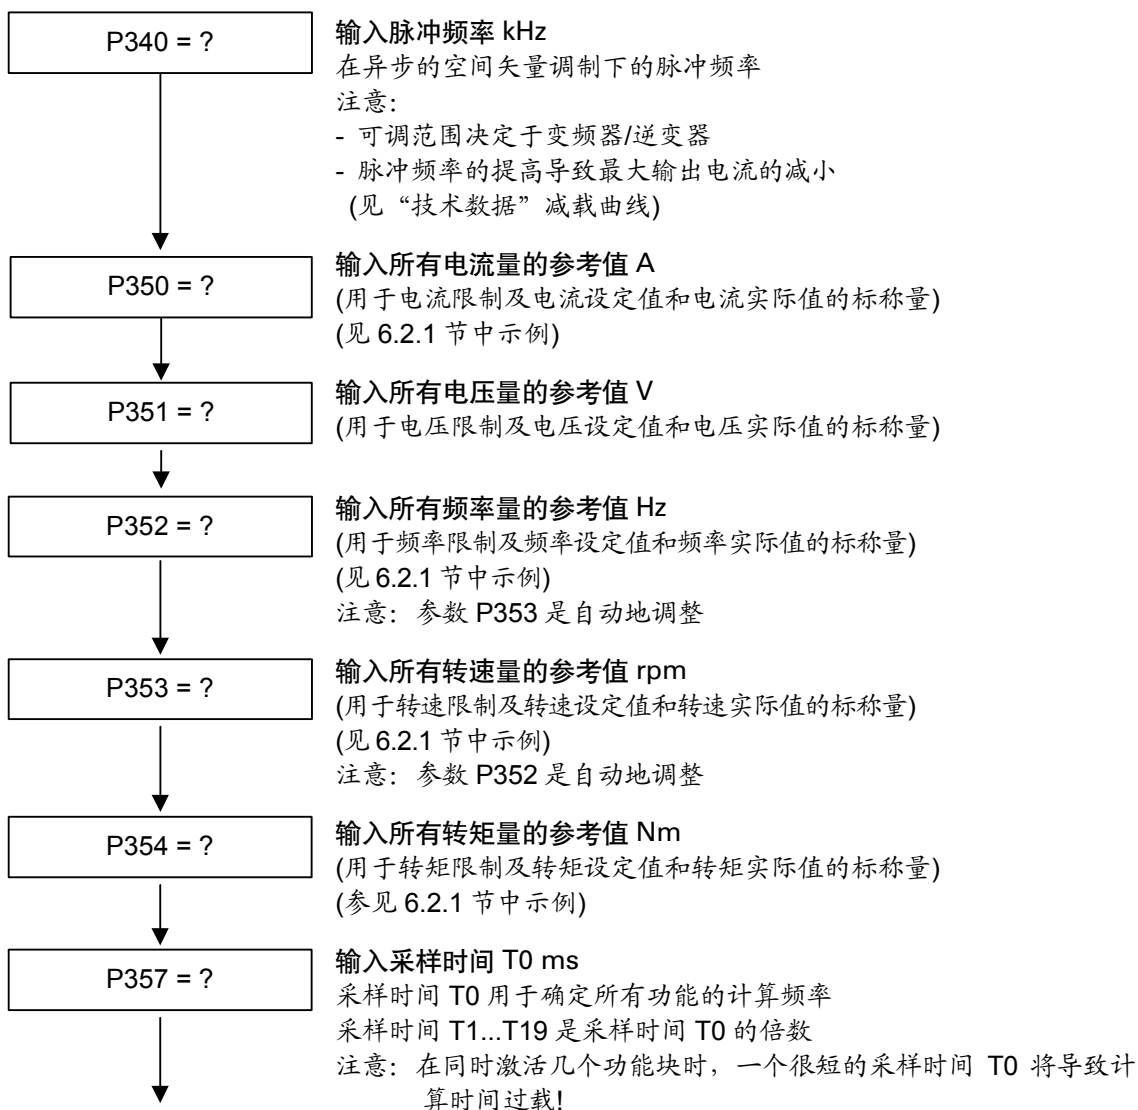 P340 = ?
输入脉冲频率 kHz
在异步的空间矢量调制下的脉冲频率
注意：
- 可调范围决定于变频器/逆变器
- 脉冲频率的提高导致最大输出电流的减小
(见“技术数据”减载曲线)
P350 = ?
输入所有电流量的参考值 A
(用于电流限制及电流设定值和电流实际值的标称量)
(见 6.2.1 节中示例)
P351 = ?
输入所有电压量的参考值 V
(用于电压限制及电压设定值和电压实际值的标称量)
P352 = ?
输入所有频率量的参考值 Hz
(用于频率限制及频率设定值和频率实际值的标称量)
(见 6.2.1 节中示例)
注意：参数 P353 是自动地调整
P353 = ?
输入所有转速量的参考值 rpm
(用于转速限制及转速设定值和转速实际值的标称量)
(见 6.2.1 节中示例)
注意：参数 P352 是自动地调整
P354 = ?
输入所有转矩量的参考值 Nm
(用于转矩限制及转矩设定值和转矩实际值的标称量)
(参见 6.2.1 节中示例)
P357 = ?
输入采样时间 T0 ms
采样时间 T0 用于确定所有功能的计算频率
采样时间 T1...T19 是采样时间 T0 的倍数
注意：在同时激活几个功能块时，一个很短的采样时间 T0 将导致计
算时间过载!